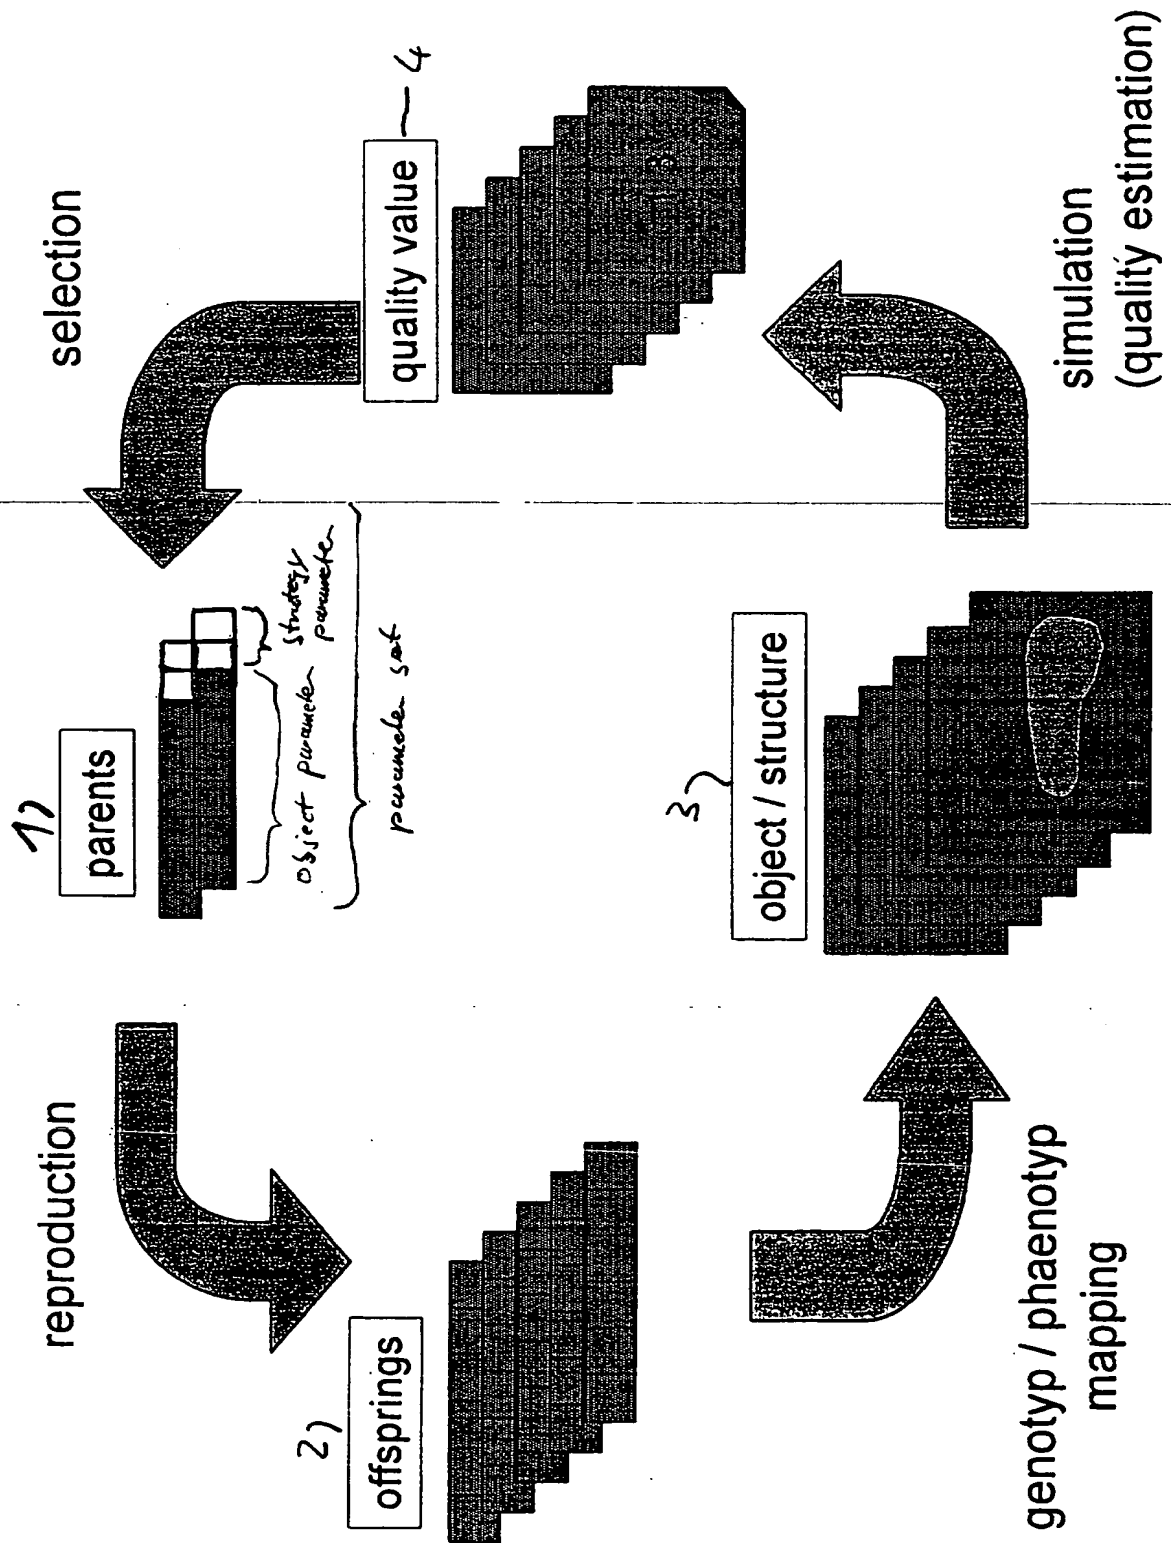 reproduction
selection
1)
parents
object parameter
strategy
parameter
parameter set
2)
offsprings
4
quality value
3
object / structure
genotyp / phaenotyp
mapping
simulation
(quality estimation)